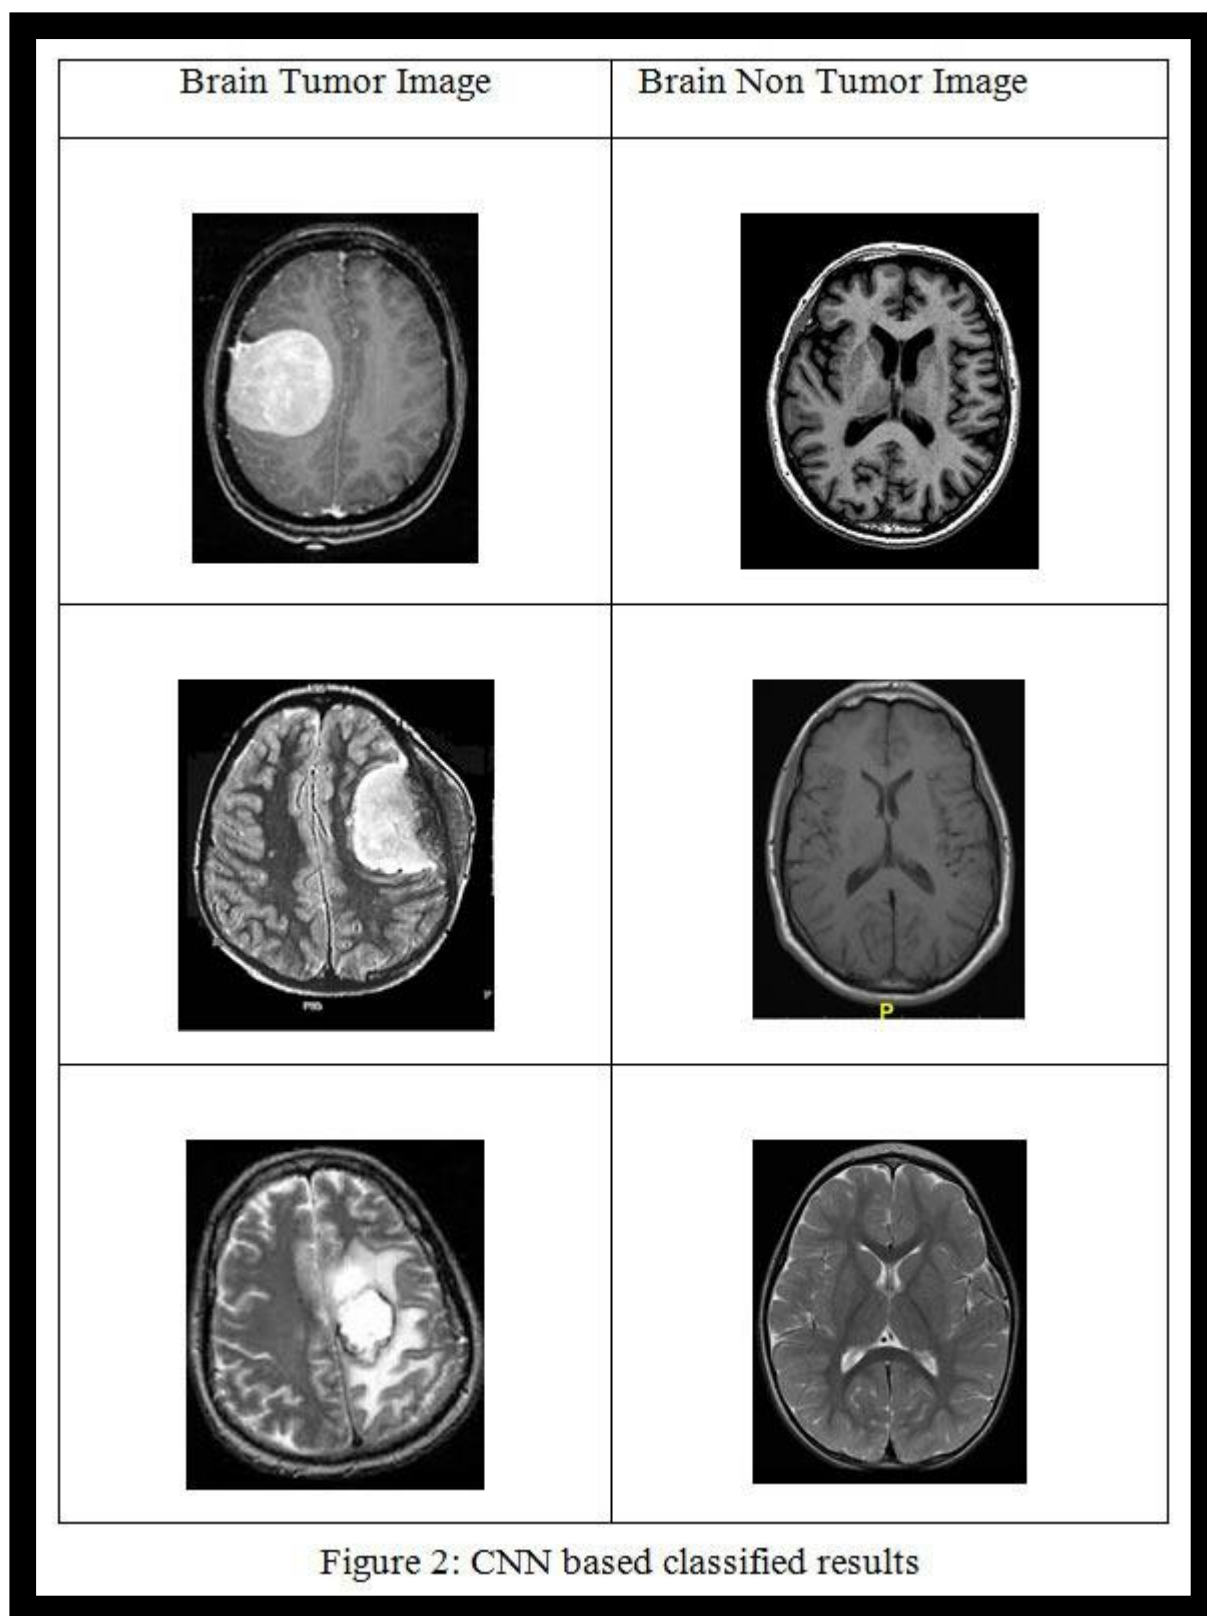 Brain Tumor Image
Brain Non Tumor Image
P
Figure 2: CNN based classified results